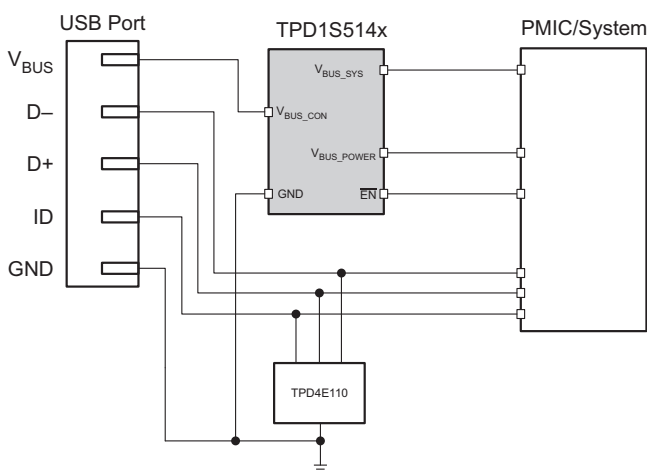 USB Port
TPD1S514x
PMIC/System
VBUS
D–
D+
ID
GND
VBUS_SYS
VBUS_CON
VBUS_POWER
GND
EN
TPD4E110